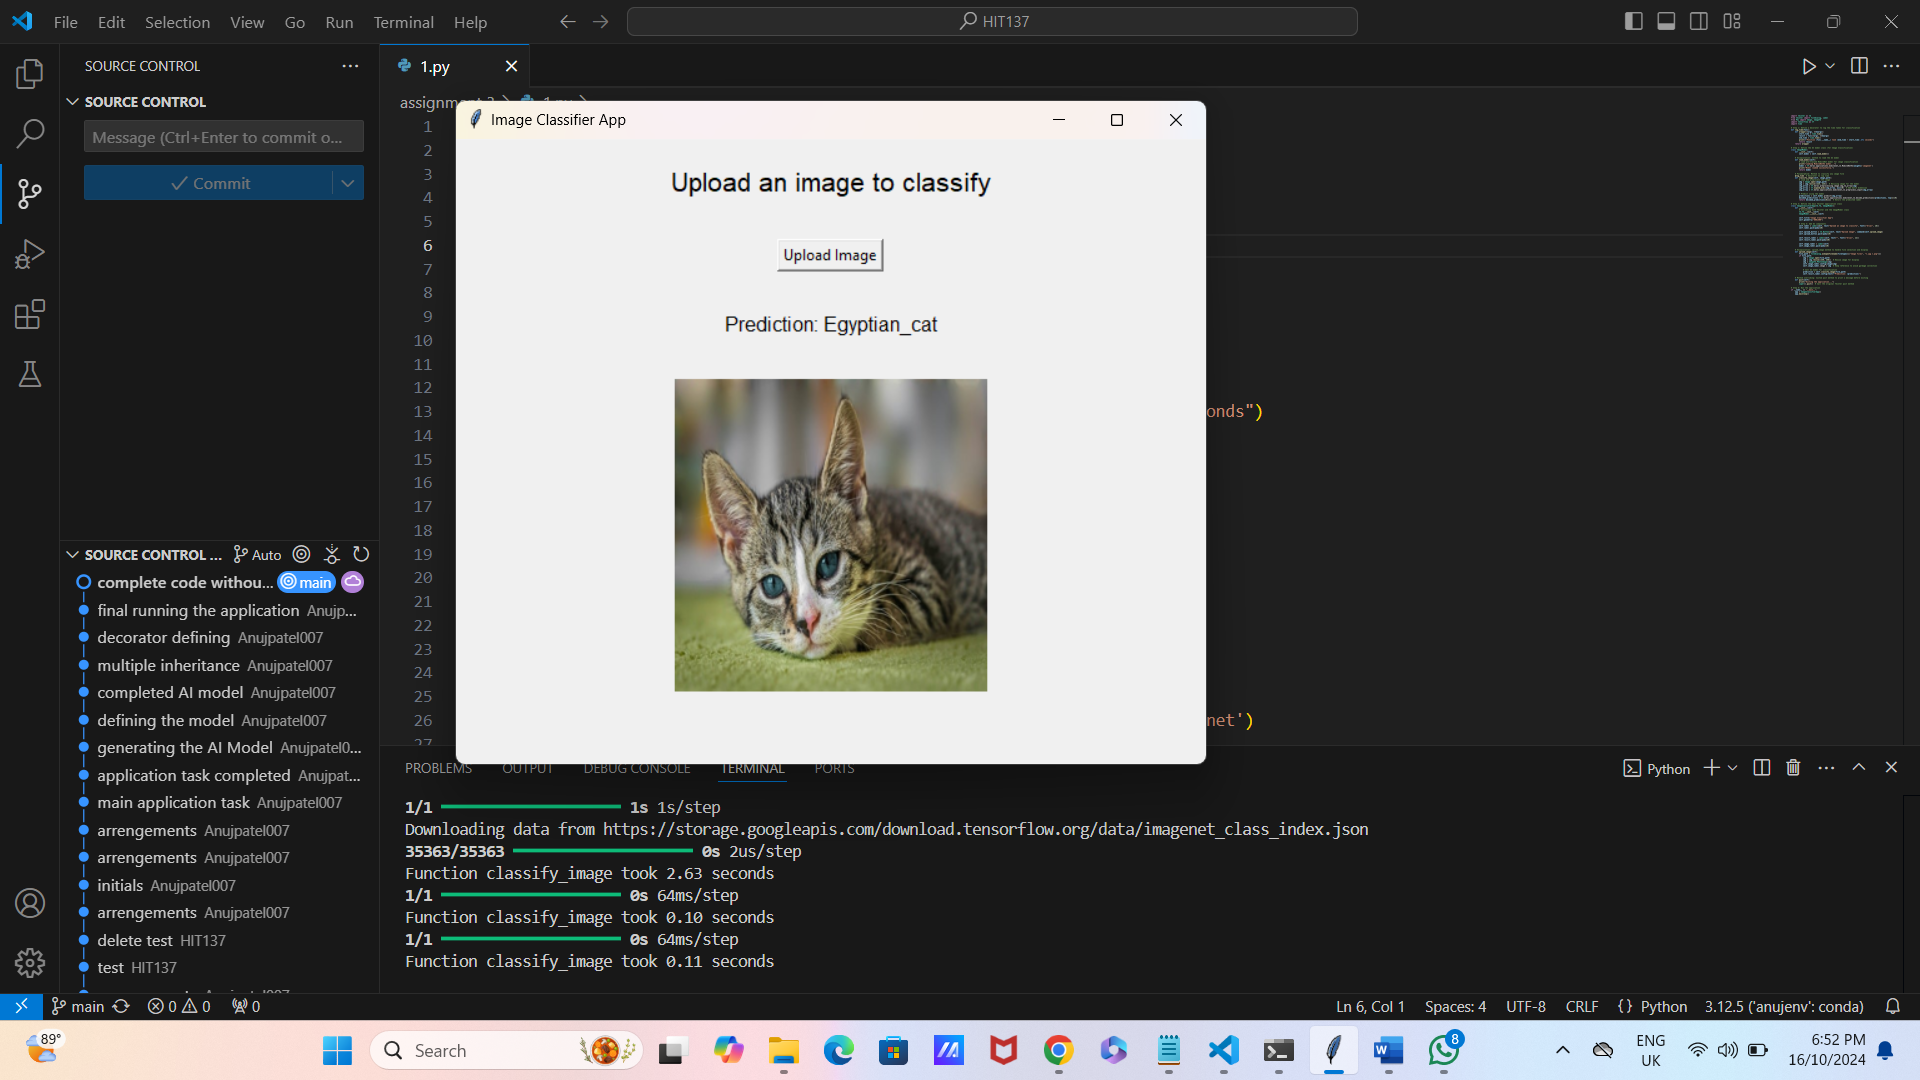 File Edit Selection View Go Run Terminal Help
HIT137
SOURCE CONTROL
SOURCE CONTROL
Message (Ctrl+Enter to commit o...
Commit
SOURCE CONTROL ...
Auto
complete code withou... main
final running the application Anujp...
decorator defining Anujpatel007
multiple inheritance Anujpatel007
completed AI model Anujpatel007
defining the model Anujpatel007
generating the AI Model Anujpatel0...
application task completed Anujpat...
main application task Anujpatel007
arrengements Anujpatel007
arrengements Anujpatel007
initials Anujpatel007
arrengements Anujpatel007
delete test HIT137
test HIT137
1.py
1
2
3
4
5
6
7
8
9
10
11
12
13
14
15
16
17
18
19
20
21
22
23
24
25
26
27
onds")
net')
Image Classifier App
Upload an image to classify
Upload Image
Prediction: Egyptian_cat
PROBLEMS OUTPUT DEBUG CONSOLE TERMINAL PORTS
Python
1/1 1s 1s/step
Downloading data from https://storage.googleapis.com/download.tensorflow.org/data/imagenet_class_index.json
35363/35363 0s 2us/step
Function classify_image took 2.63 seconds
1/1 0s 64ms/step
Function classify_image took 0.10 seconds
1/1 0s 64ms/step
Function classify_image took 0.11 seconds
main 0 0 0
Ln 6, Col 1 Spaces: 4 UTF-8 CRLF {} Python 3.12.5 ('anujenv': conda)
89°
Search
8
ENG
UK
6:52 PM
16/10/2024